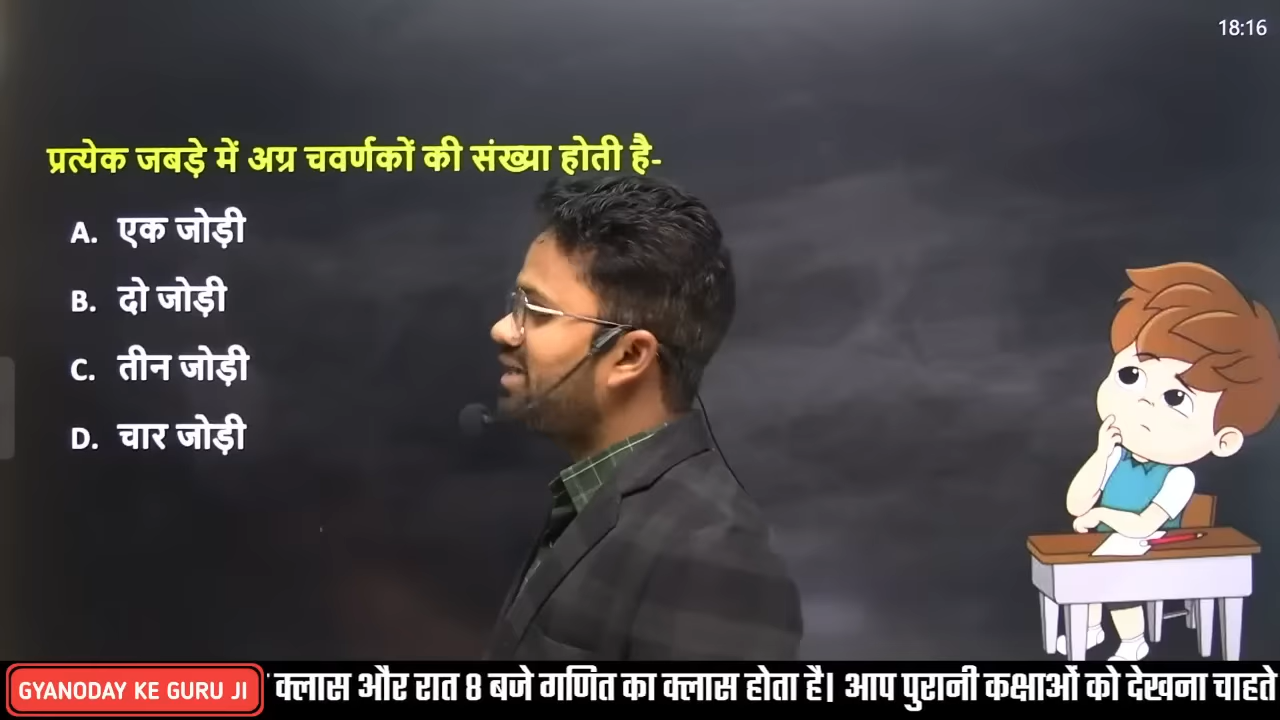 18:16
प्रत्येक जबड़े में अग्र चवर्णकों की संख्या होती है-
A. एक जोड़ी
B. दो जोड़ी
C. तीन जोड़ी
D. चार जोड़ी
GYANODAY KE GURU JI
क्लास और रात 8 बजे गणित का क्लास होता है। आप पुरानी कक्षाओं को देखना चाहते